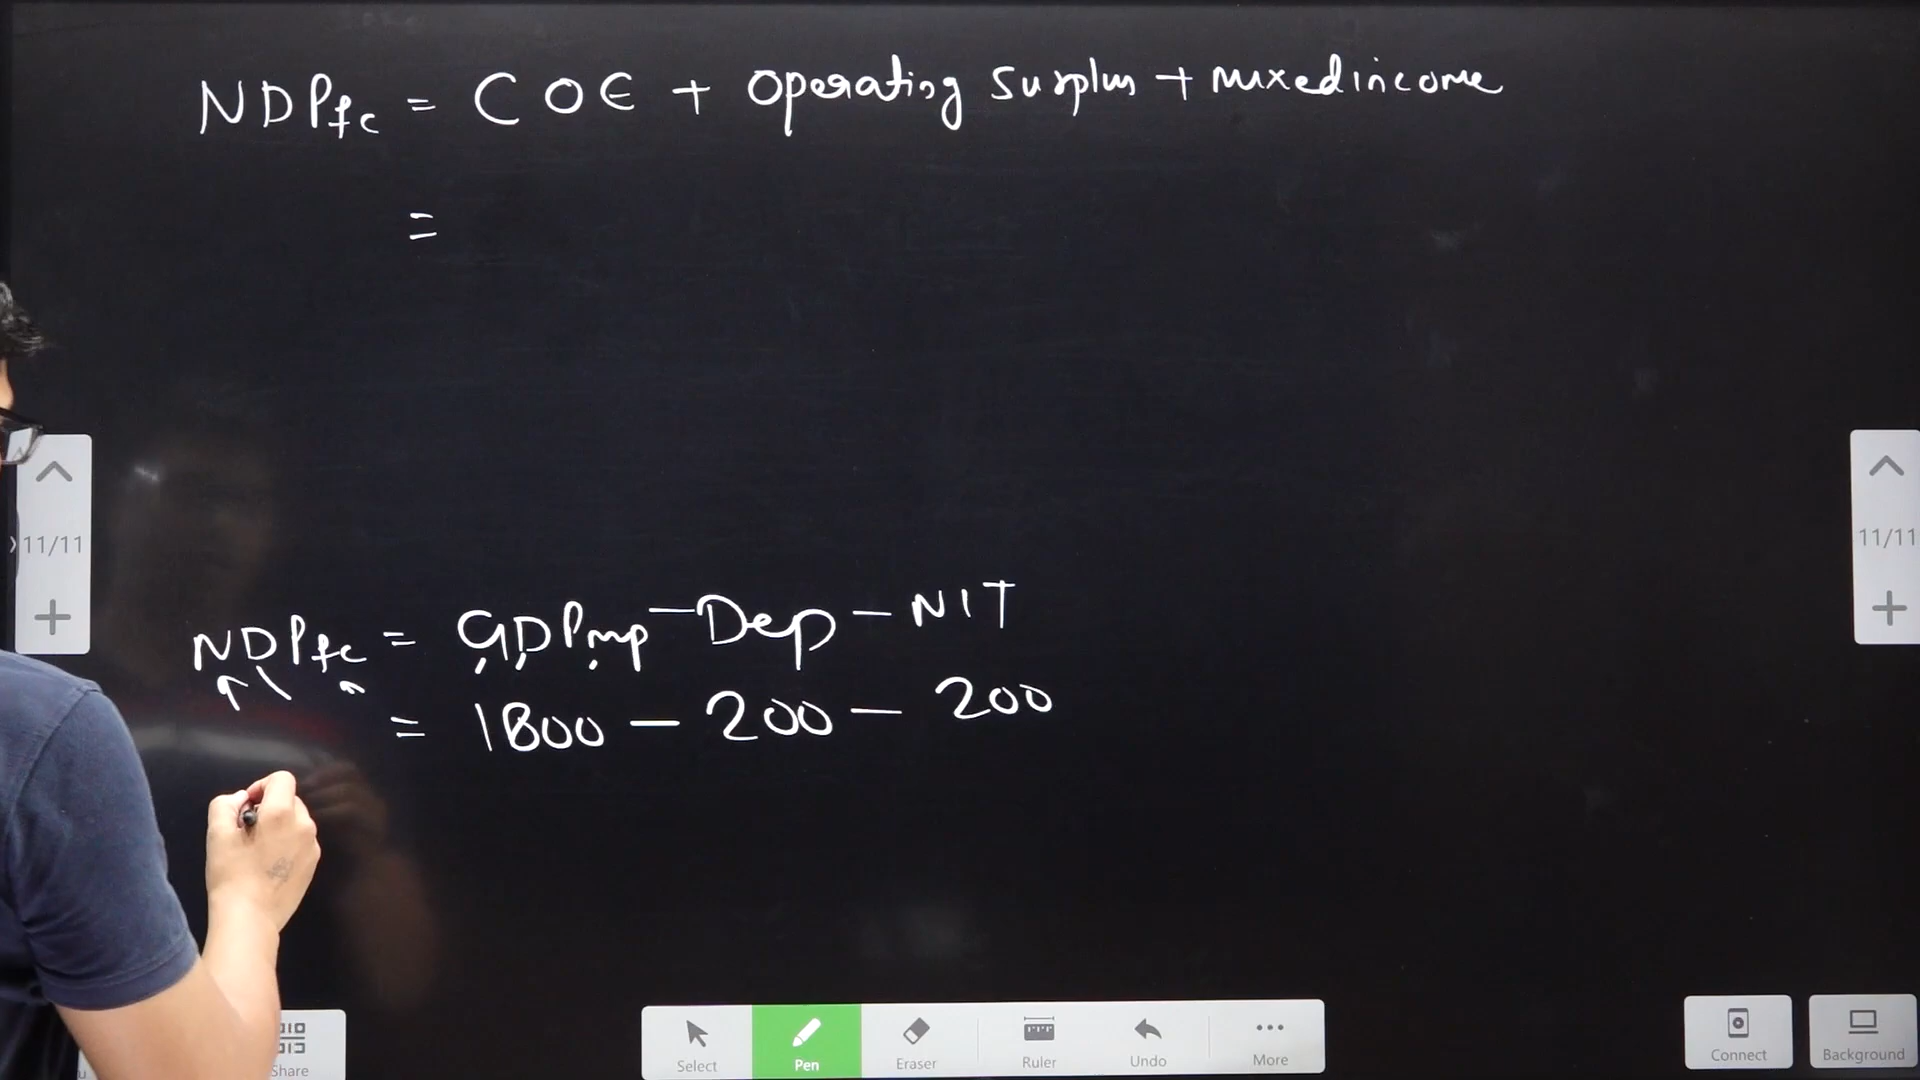 NDPfc = COE + Operating Surplus + mixed income
=
11/11
11/11
NDPfc = GDPmp - Dep - NIT
= 1800 - 200 - 200
Share
Select
Pen
Eraser
Ruler
Undo
More
Connect
Background